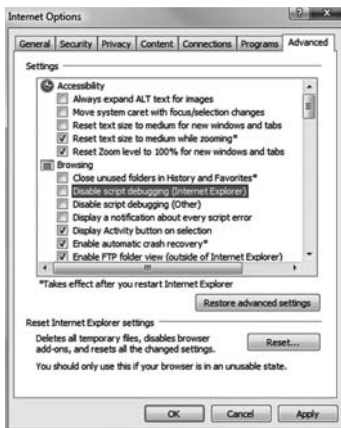 Internet Options
General Security Privacy Content Connections Programs Advanced
Settings
Accessibility
Always expand ALT text for images
Move system caret with focus/selection changes
Reset text size to medium for new windows and tabs
Reset text size to medium while zooming*
Reset Zoom level to 100% for new windows and tabs
Browsing
Close unused folders in History and Favorites*
Disable script debugging (Internet Explorer)
Disable script debugging (Other)
Display a notification about every script error
Display Activity button on selection
Enable automatic crash recovery*
Enable FTP folder view (outside of Internet Explorer)
*Takes effect after you restart Internet Explorer
Restore advanced settings
Reset Internet Explorer settings
Deletes all temporary files, disables browser
add-ons, and resets all the changed settings.
Reset...
You should only use this if your browser is in an unusable state.
OK Cancel Apply